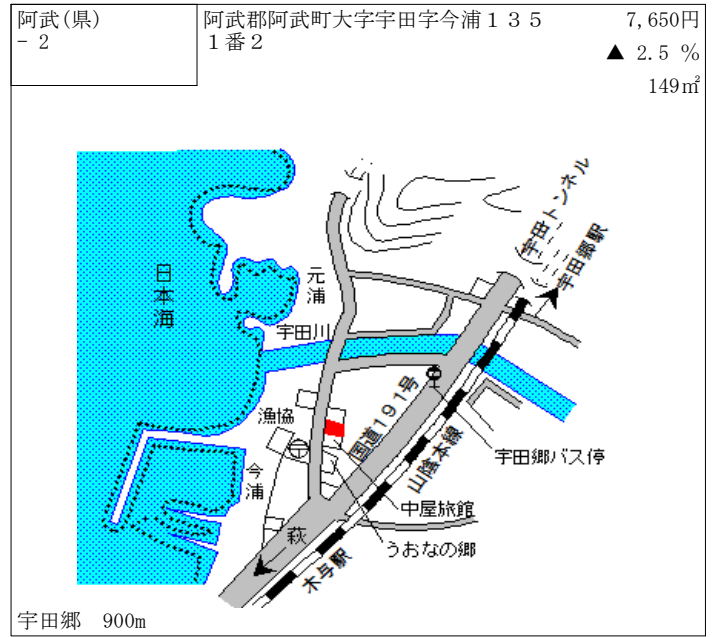 阿武(県)
- 2
阿武郡阿武町大字宇田字今浦１３５
１番２
7,650円
▲ 2.5 %
149㎡
宇田トンネル
宇田郷駅
日本海
元浦
宇田川
国道１９１号
漁協
宇田郷バス停
山陰本線
今浦
中屋旅館
萩
うおなの郷
木与駅
宇田郷　900m